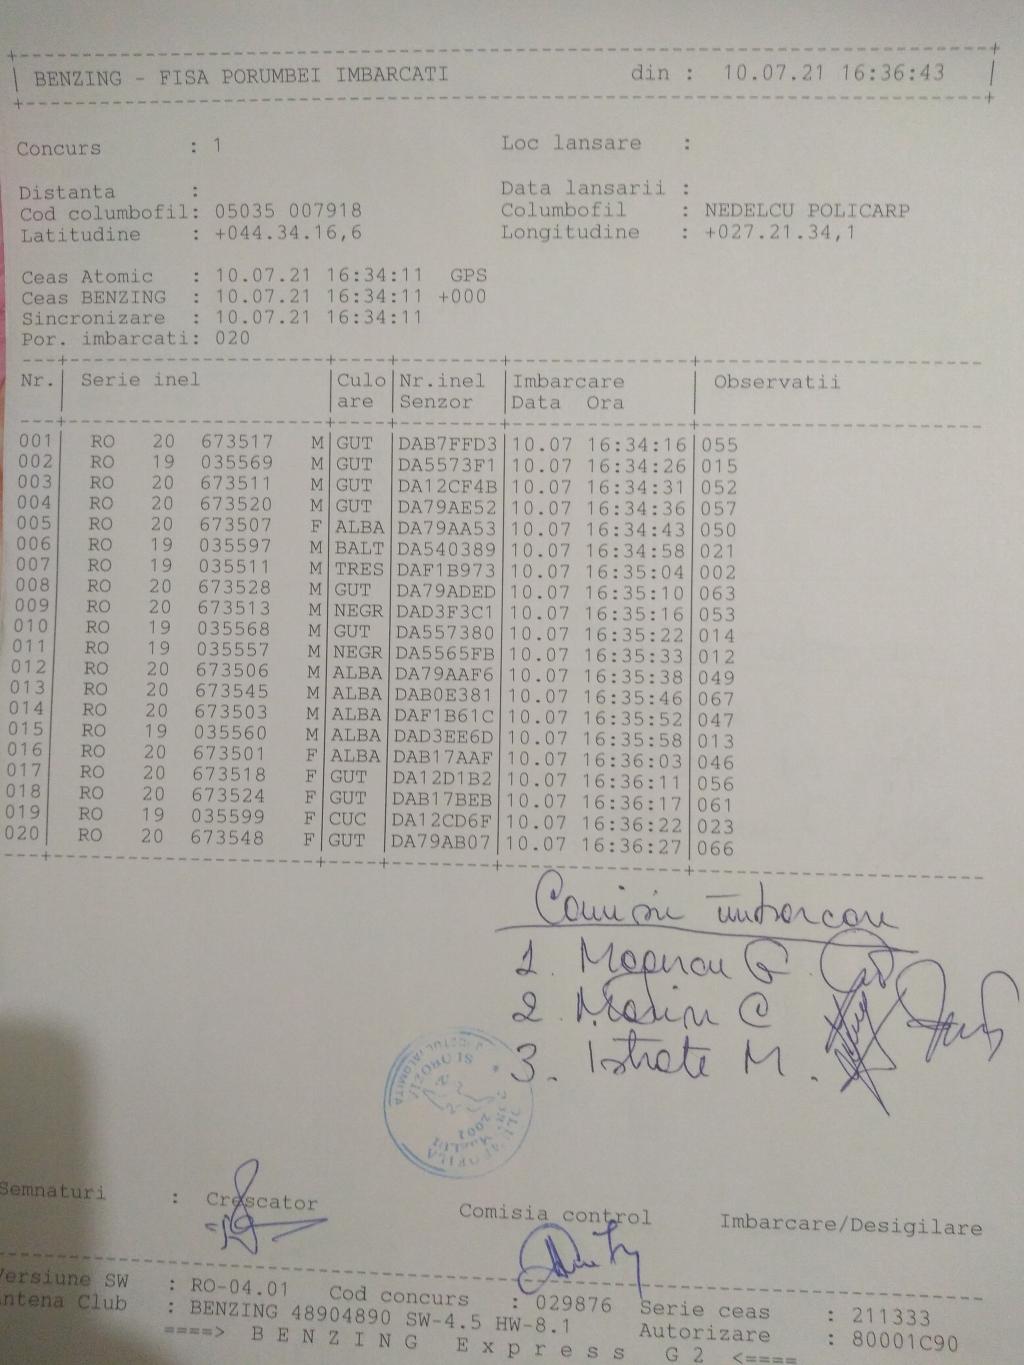 BENZING - FISA PORUMBEI IMBARCATI din : 10.07.21 16:36:43
Concurs : 1 Loc lansare :
Distanta : Data lansarii :
Cod columbofil: 05035 007918 Columbofil : NEDELCU POLICARP
Latitudine : +044.34.16,6 Longitudine : +027.21.34,1
Ceas Atomic : 10.07.21 16:34:11 GPS
Ceas BENZING : 10.07.21 16:34:11 +000
Sincronizare : 10.07.21 16:34:11
Por. imbarcati: 020
Nr. Serie inel Culo Nr.inel Imbarcare Observatii
are Senzor Data Ora
001 RO 20 673517 M GUT DAB7FFD3 10.07 16:34:16 055
002 RO 19 035569 M GUT DA5573F1 10.07 16:34:26 015
003 RO 20 673511 M GUT DA12CF4B 10.07 16:34:31 052
004 RO 20 673520 M GUT DA79AE52 10.07 16:34:36 057
005 RO 20 673507 F ALBA DA79AA53 10.07 16:34:43 050
006 RO 19 035597 M BALT DA540389 10.07 16:34:58 021
007 RO 19 035511 M TRES DAF1B973 10.07 16:35:04 002
008 RO 20 673528 M GUT DA79ADED 10.07 16:35:10 063
009 RO 20 673513 M NEGR DAD3F3C1 10.07 16:35:16 053
010 RO 19 035568 M GUT DA557380 10.07 16:35:22 014
011 RO 19 035557 M NEGR DA5565FB 10.07 16:35:33 012
012 RO 20 673506 M ALBA DA79AAF6 10.07 16:35:38 049
013 RO 20 673545 M ALBA DAB0E381 10.07 16:35:46 067
014 RO 20 673503 M ALBA DAF1B61C 10.07 16:35:52 047
015 RO 19 035560 M ALBA DAD3EE6D 10.07 16:35:58 013
016 RO 20 673501 F ALBA DAB17AAF 10.07 16:36:03 046
017 RO 20 673518 F GUT DA12D1B2 10.07 16:36:11 056
018 RO 20 673524 F GUT DAB17BEB 10.07 16:36:17 061
019 RO 19 035599 F CUC DA12CD6F 10.07 16:36:22 023
020 RO 20 673548 F GUT DA79AB07 10.07 16:36:27 066
Comisie imbarcare
1.
2. Marin C
3. Istrate M.
Semnaturi : Crescator Comisia control Imbarcare/Desigilare
Versiune SW : RO-04.01 Cod concurs : 029876 Serie ceas : 211333
Antena Club : BENZING 48904890 SW-4.5 HW-8.1 Autorizare : 80001C90
====> B E N Z I N G E x p r e s s G 2 <====